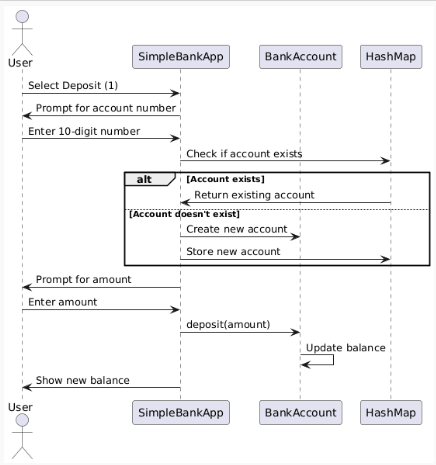 User
SimpleBankApp BankAccount HashMap
Select Deposit (1)
Prompt for account number
Enter 10-digit number
Check if account exists
alt [Account exists]
Return existing account
[Account doesn't exist]
Create new account
Store new account
Prompt for amount
Enter amount
deposit(amount)
Update balance
Show new balance
User
SimpleBankApp BankAccount HashMap